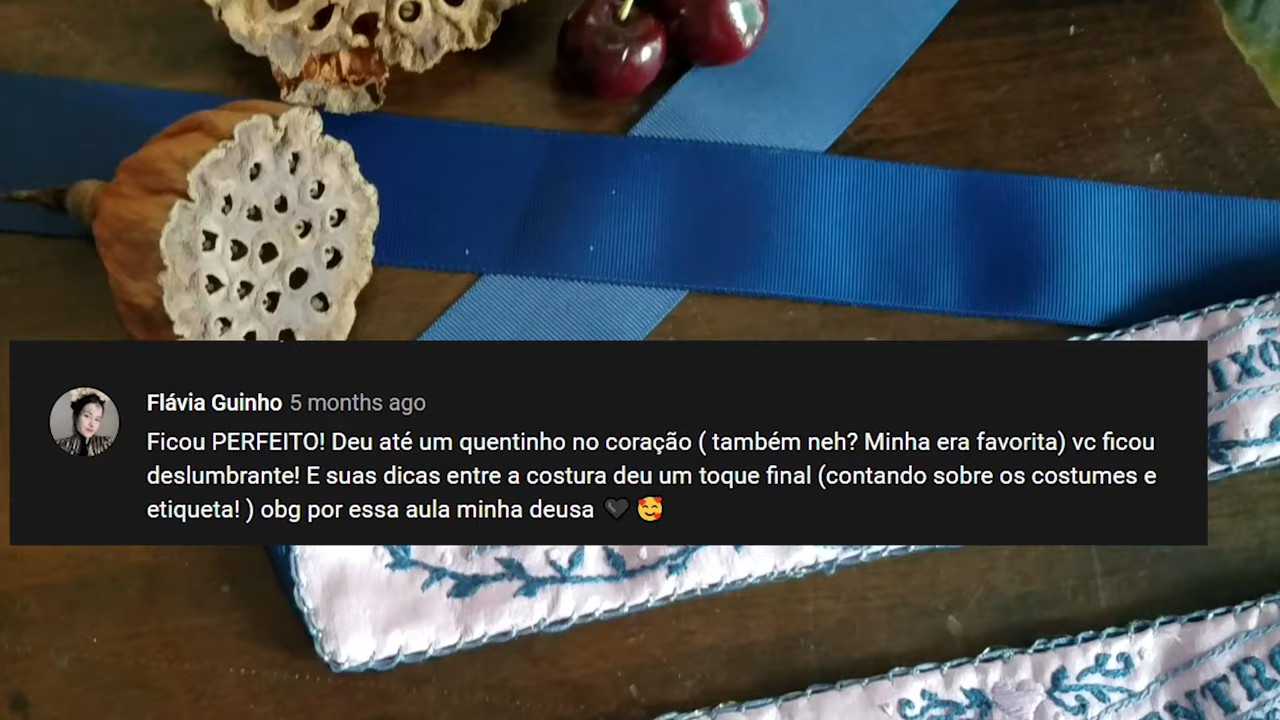 IXÕ
Flávia Guinho 5 months ago
Ficou PERFEITO! Deu até um quentinho no coração ( também neh? Minha era favorita) vc ficou
deslumbrante! E suas dicas entre a costura deu um toque final (contando sobre os costumes e
etiqueta! ) obg por essa aula minha deusa 🖤 🥰
NTRO